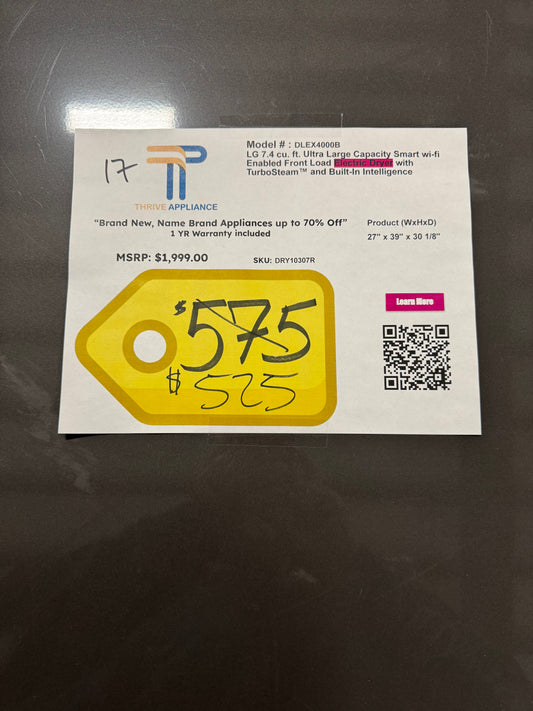 17
THRIVE APPLIANCE
Model # : DLEX4000B
LG 7.4 cu. ft. Ultra Large Capacity Smart wi-fi
Enabled Front Load Electric Dryer with
TurboSteam™ and Built-In Intelligence
“Brand New, Name Brand Appliances up to 70% Off”
1 YR Warranty included
Product (WxHxD)
27" x 39" x 30 1/8"
MSRP: $1,999.00
SKU: DRY10307R
Learn More
$575
$525